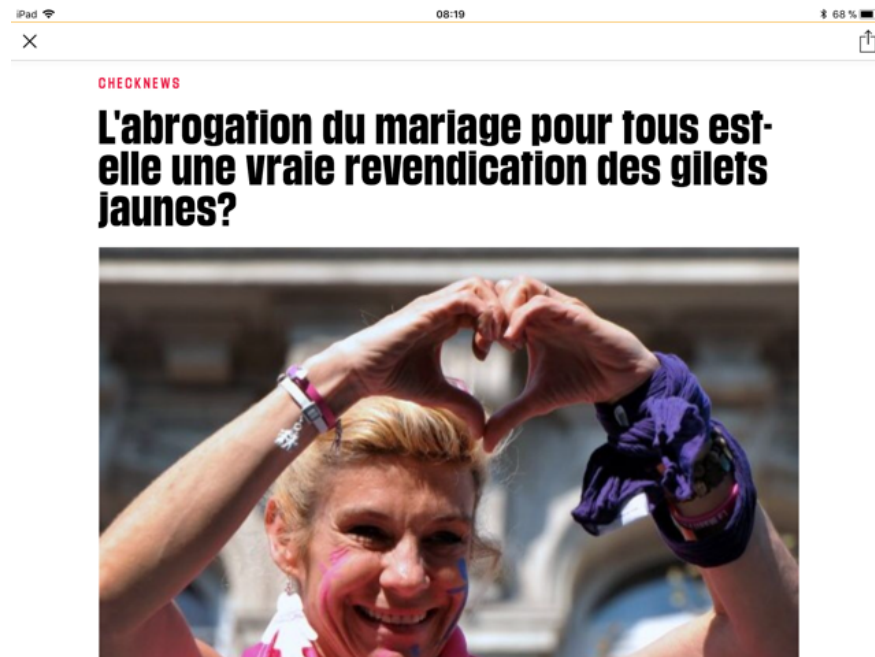 iPad
08:19
68 %
CHECKNEWS
L'abrogation du mariage pour tous est-
elle une vraie revendication des gilets
jaunes?